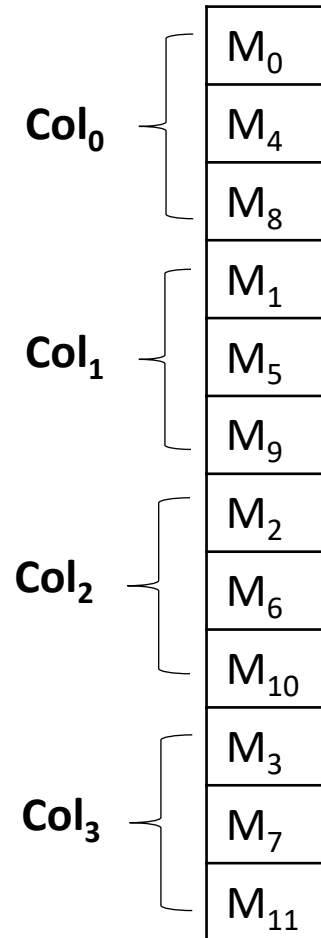 M₀
Col₀ M₄
M₈
M₁
Col₁ M₅
M₉
M₂
Col₂ M₆
M₁₀
M₃
Col₃ M₇
M₁₁